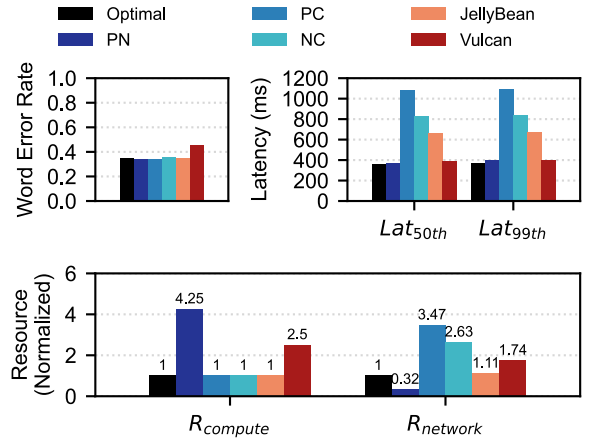 Optimal PC JellyBean
PN NC Vulcan
Word Error Rate
1.0
0.8
0.6
0.4
0.2
0.0
Latency (ms)
1200
1000
800
600
400
200
0
Lat50th Lat99th
Resource
(Normalized)
6
4
2
0
1 4.25 1 1 1 2.5
1 0.32 3.47 2.63 1.11 1.74
Rcompute Rnetwork